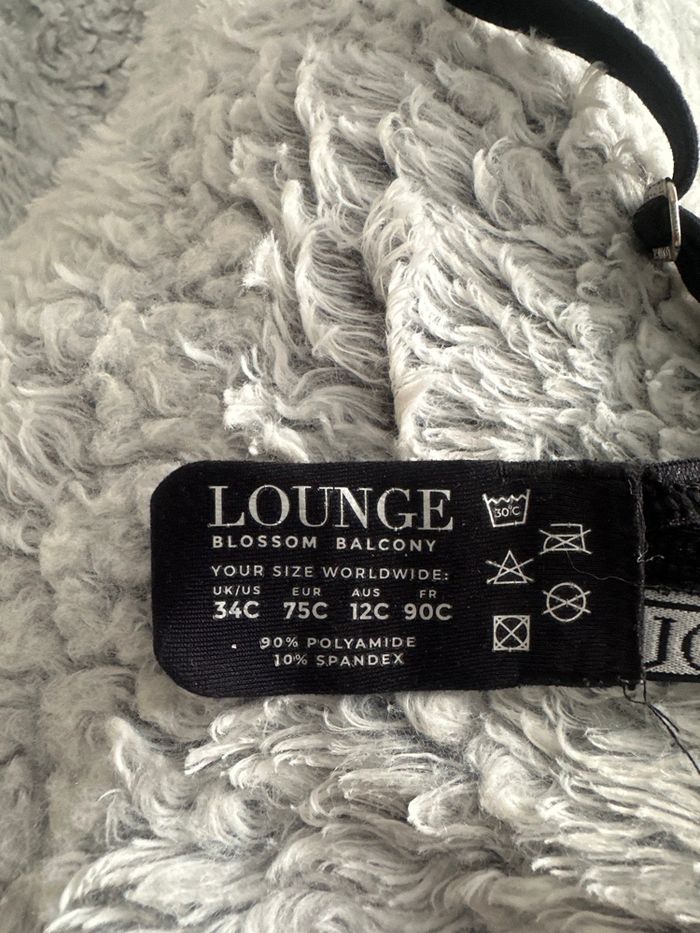 LOUNGE
BLOSSOM BALCONY
YOUR SIZE WORLDWIDE:
UK/US EUR AUS FR
34C 75C 12C 90C
90% POLYAMIDE
10% SPANDEX
30°C